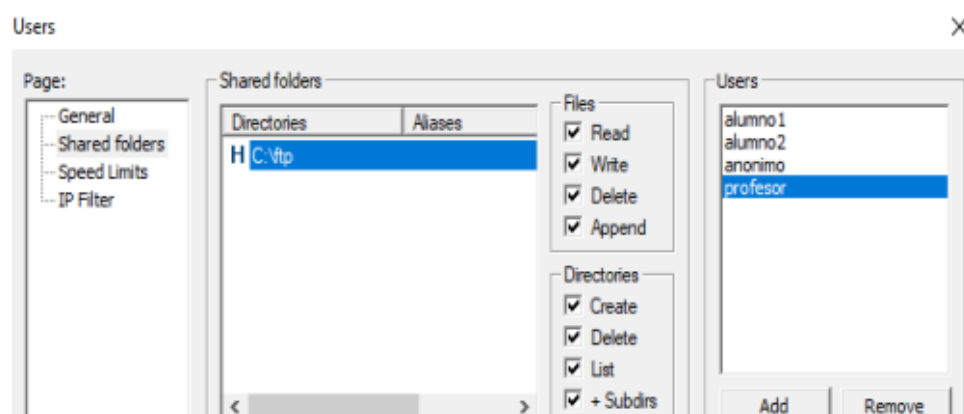 Users
Page:
General
Shared folders
Speed Limits
IP Filter
Shared folders
Directories Aliases
H C:\ftp
Files
Read
Write
Delete
Append
Directories
Create
Delete
List
+ Subdirs
Users
alumno1
alumno2
anonimo
profesor
Add Remove